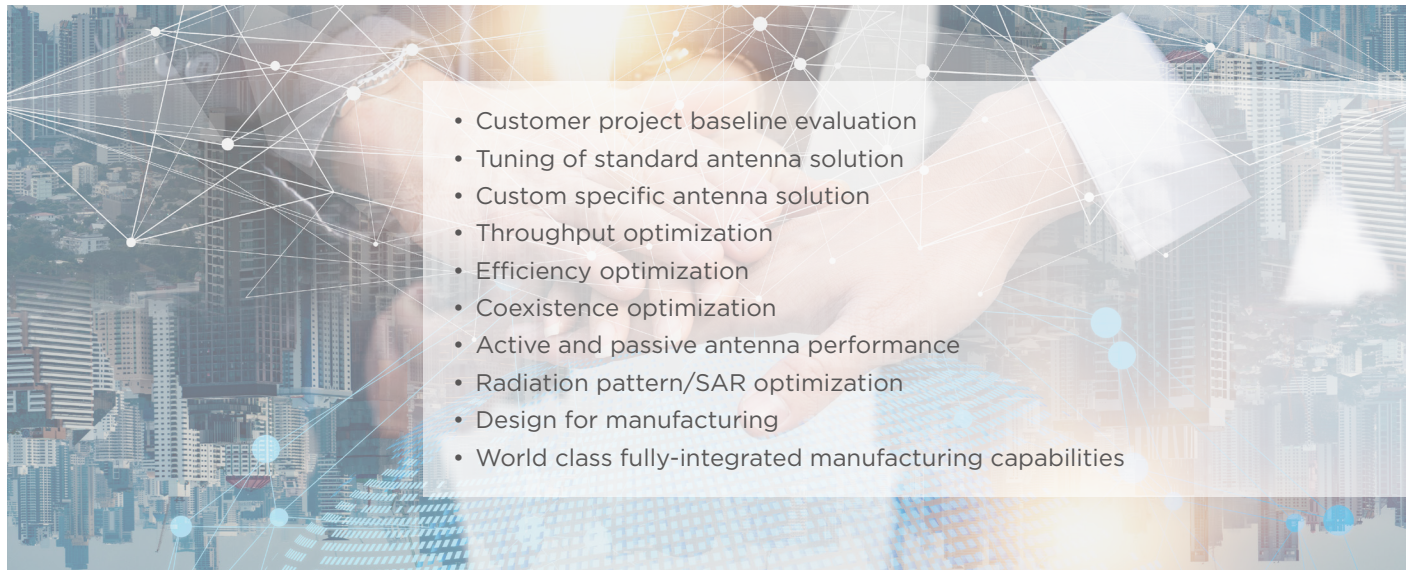 • Customer project baseline evaluation
• Tuning of standard antenna solution
• Custom specific antenna solution
• Throughput optimization
• Efficiency optimization
• Coexistence optimization
• Active and passive antenna performance
• Radiation pattern/SAR optimization
• Design for manufacturing
• World class fully-integrated manufacturing capabilities